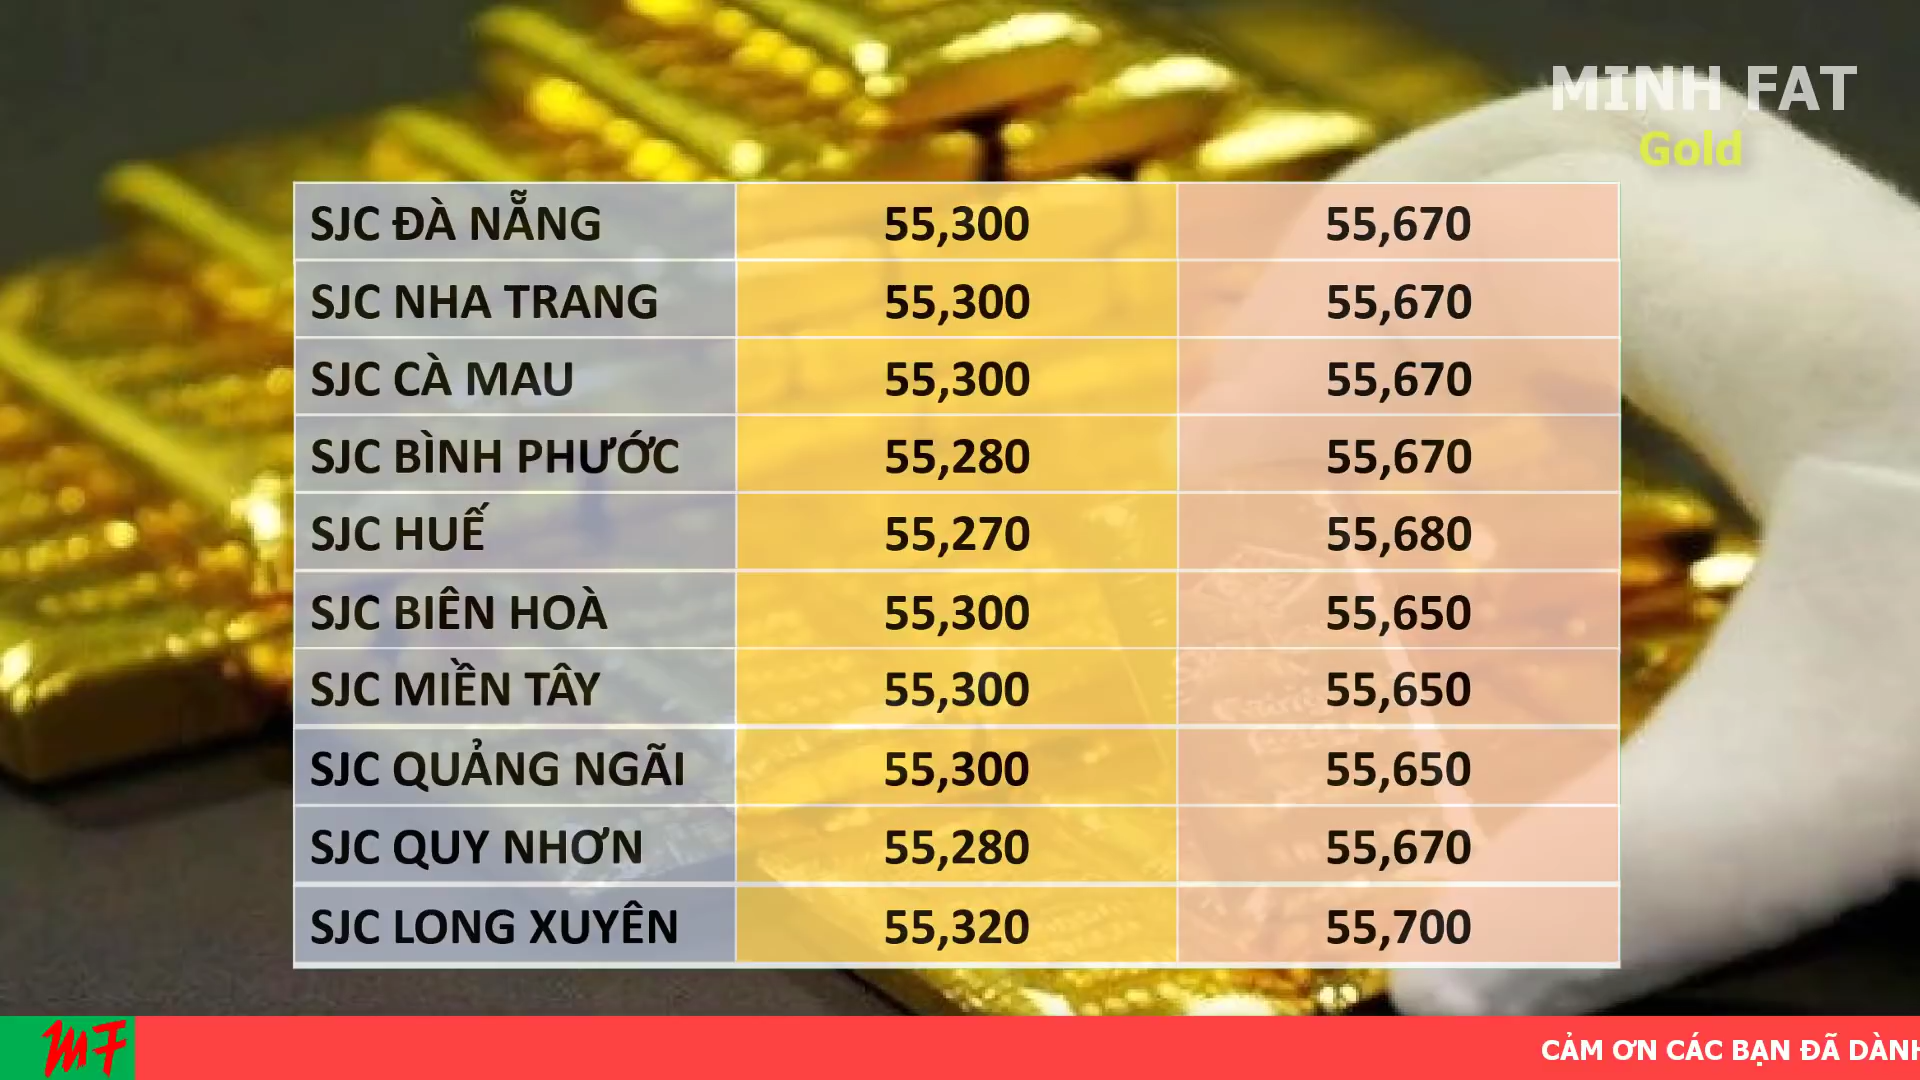 MINH FAT
Gold
SJC ĐÀ NẴNG 55,300 55,670
SJC NHA TRANG 55,300 55,670
SJC CÀ MAU 55,300 55,670
SJC BÌNH PHƯỚC 55,280 55,670
SJC HUẾ 55,270 55,680
SJC BIÊN HOÀ 55,300 55,650
SJC MIỀN TÂY 55,300 55,650
SJC QUẢNG NGÃI 55,300 55,650
SJC QUY NHƠN 55,280 55,670
SJC LONG XUYÊN 55,320 55,700
MF
CẢM ƠN CÁC BẠN ĐÃ DÀNH